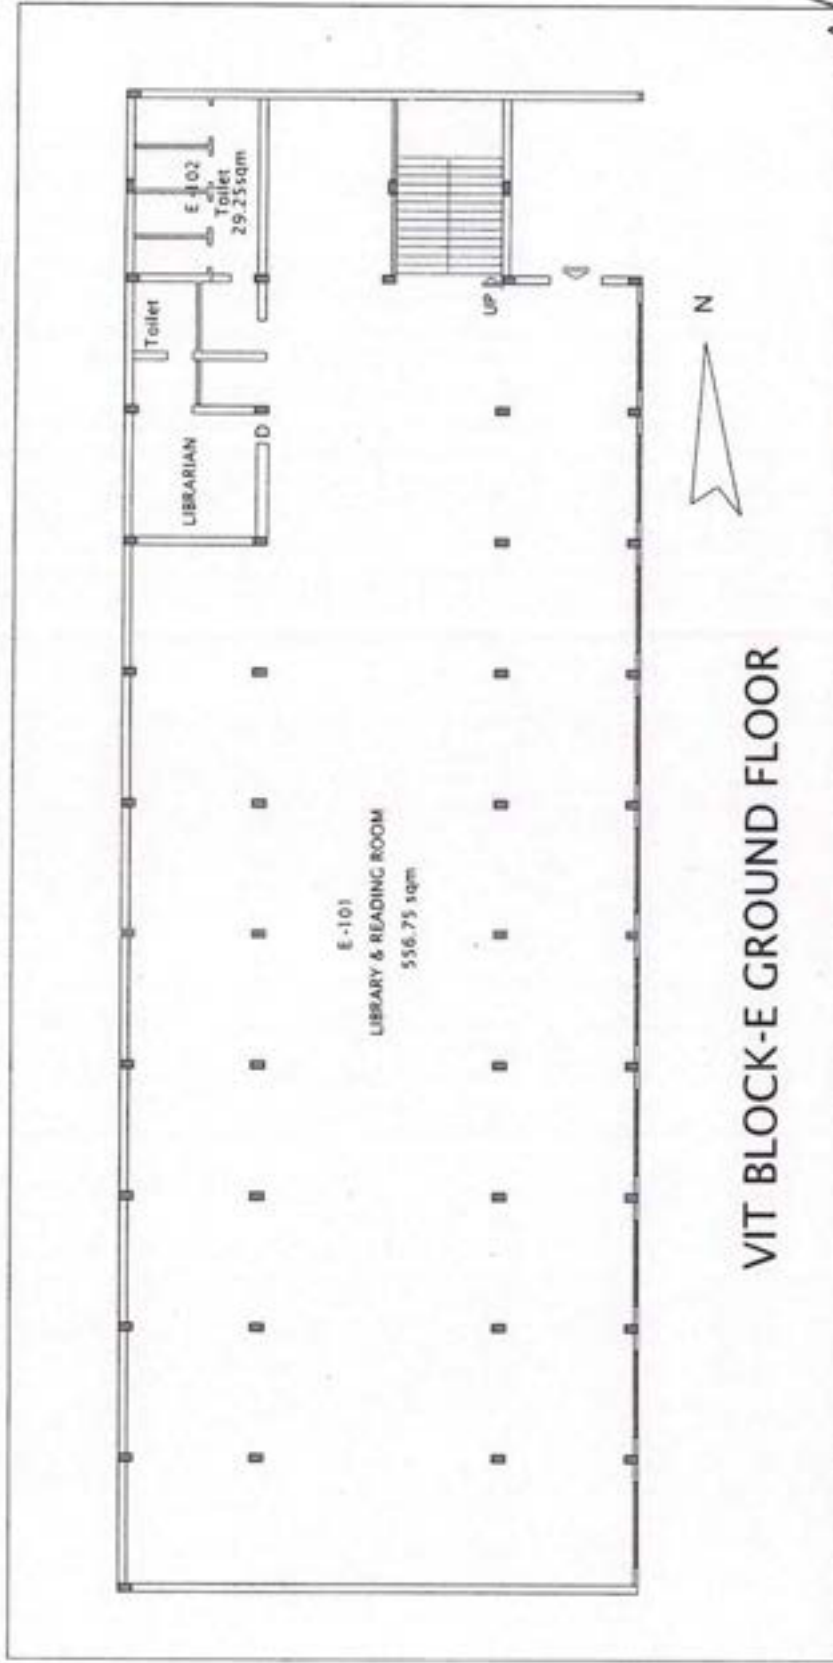 E-102
Toilet
29.25sqm
Toilet
LIBRARIAN
D
UP
N
E-101
LIBRARY & READING ROOM
556.75 sqm
VIT BLOCK-E GROUND FLOOR